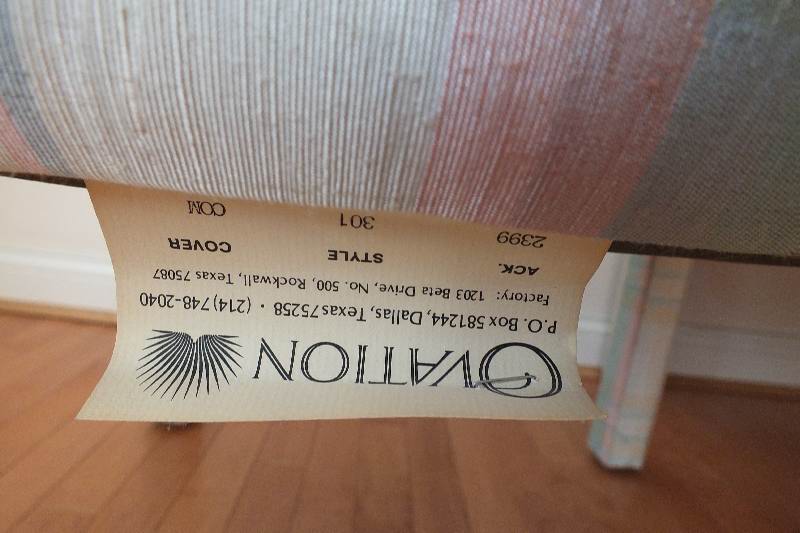 OVATION
P.O. Box 581244, Dallas, Texas 75258 • (214) 748-2040
Factory: 1203 Beta Drive, No. 500, Rockwall, Texas 75087
ACK. STYLE COVER
2399 301 COM